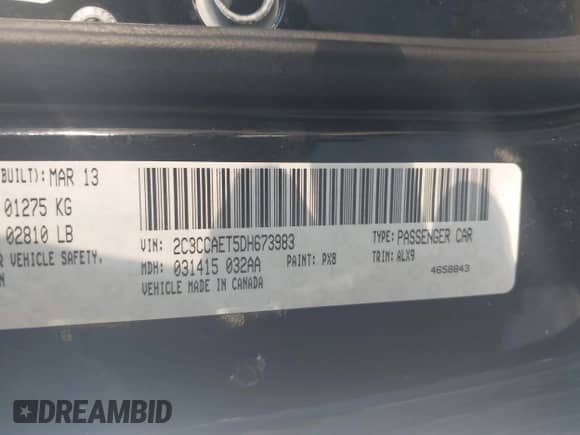 BUILT): MAR 13
01275 KG
02810 LB
VEHICLE SAFETY,
VIN: 2C3CCAET5DH673983
TYPE: PASSENGER CAR
MDH: 031415 032AA
PAINT: PX8
TRIM: ALX9
VEHICLE MADE IN CANADA
4658843
DREAMBID